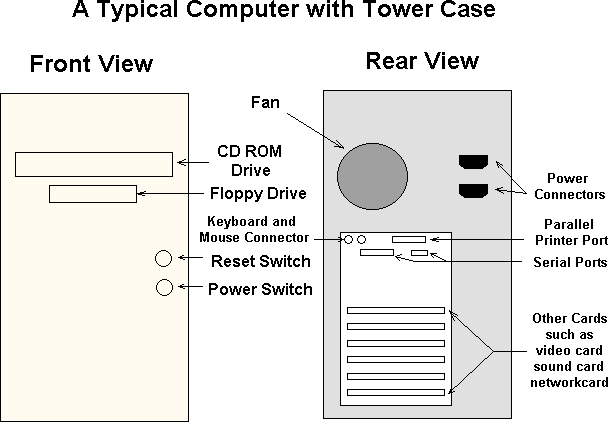 A Typical Computer with Tower Case
Front View
Rear View
Fan
CD ROM
Drive
Floppy Drive
Power
Connectors
Keyboard and
Mouse Connector
Parallel
Printer Port
Reset Switch
Serial Ports
Power Switch
Other Cards
such as
video card
sound card
networkcard